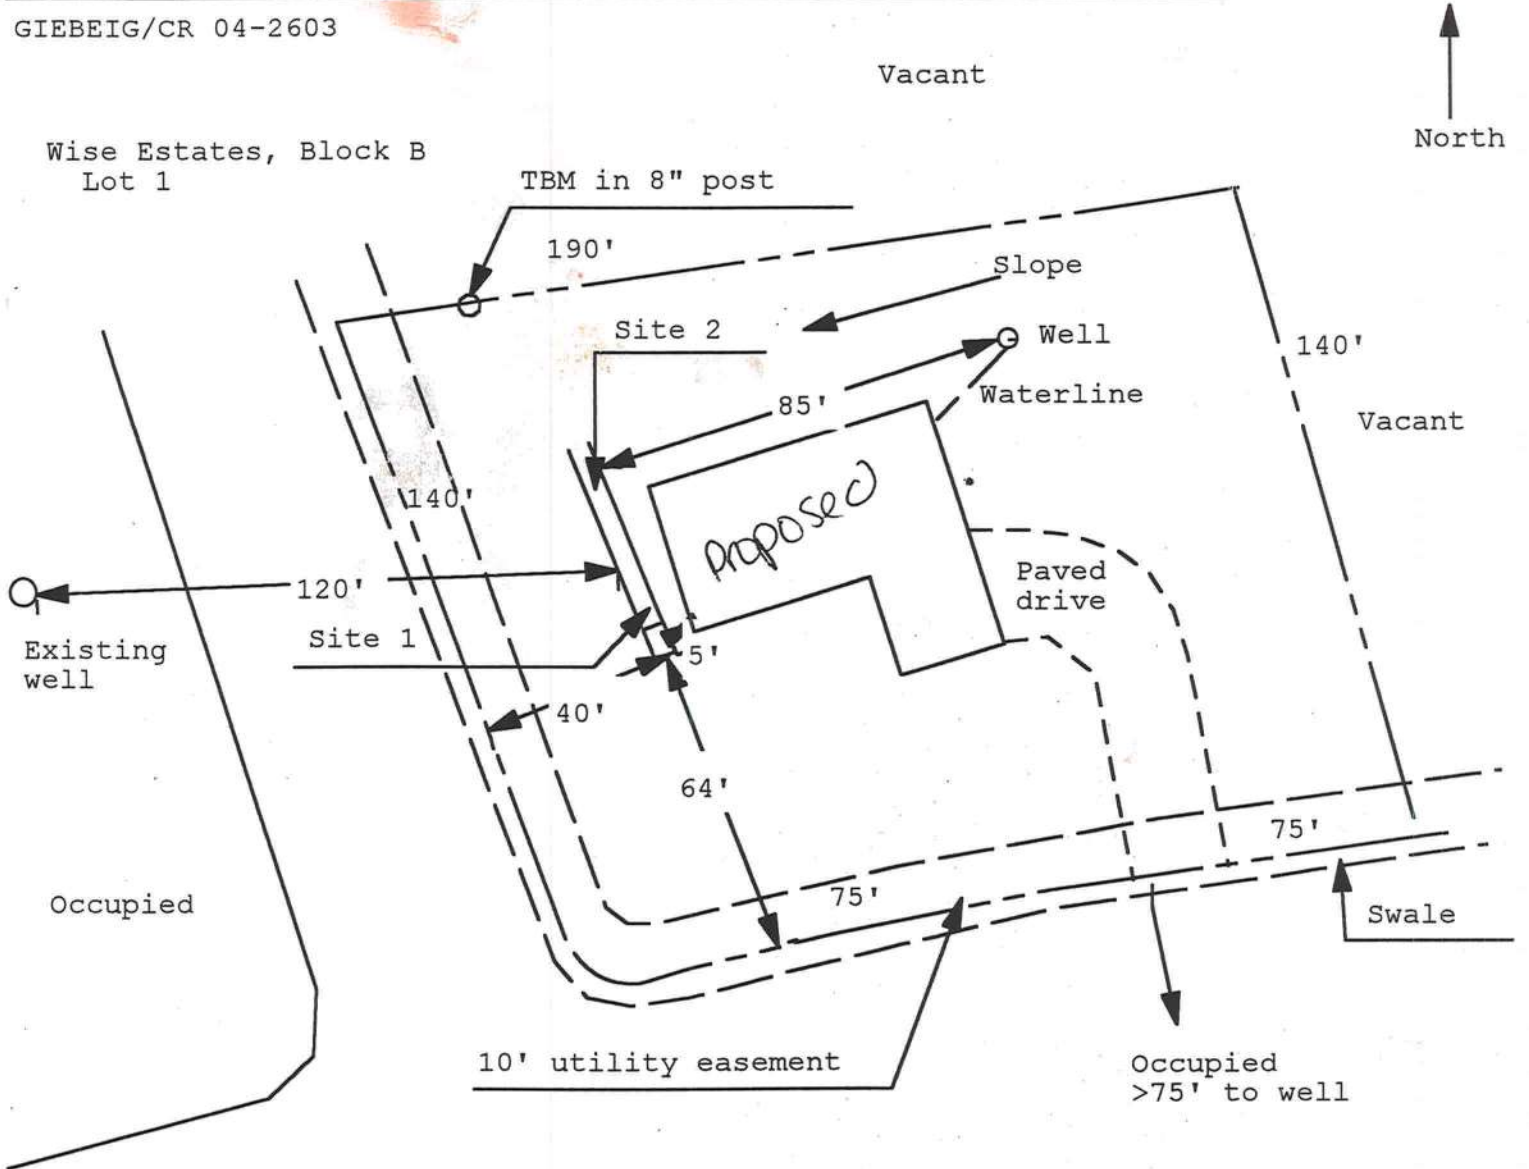 GIEBEIG/CR 04-2603
Vacant
North
Wise Estates, Block B
Lot 1
TBM in 8" post
190'
Slope
Site 2
Well
140'
85'
Waterline
Vacant
140'
Proposed
120'
Paved
drive
Site 1
Existing
well
5'
40'
64'
75'
75'
Occupied
Swale
10' utility easement
Occupied
>75' to well